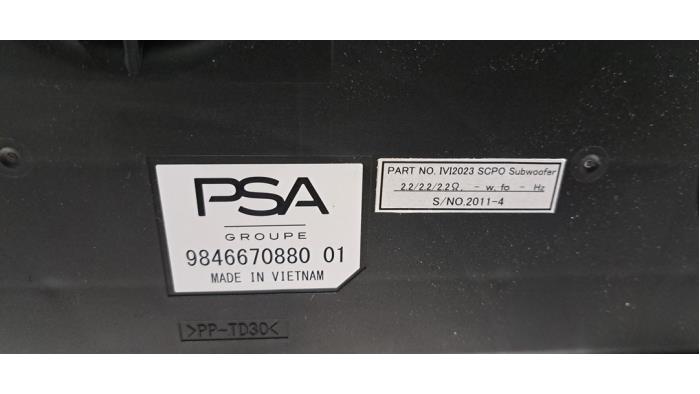 PSA
GROUPE
9846670880 01
MADE IN VIETNAM
PART NO. IVI2023 SCPO Subwoofer
2.2/2.2/2.2Ω. - w. fo - Hz
S/NO.2011-4
>PP-TD30<